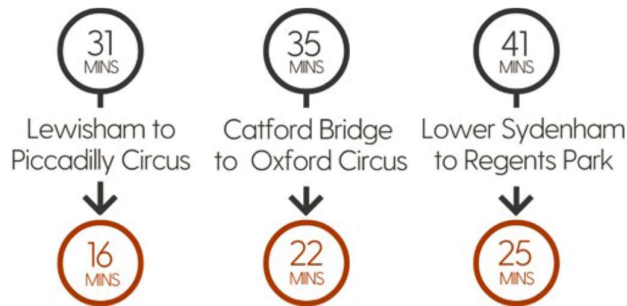 31
MINS
Lewisham to
Piccadilly Circus
16
MINS
35
MINS
Catford Bridge
to Oxford Circus
22
MINS
41
MINS
Lower Sydenham
to Regents Park
25
MINS